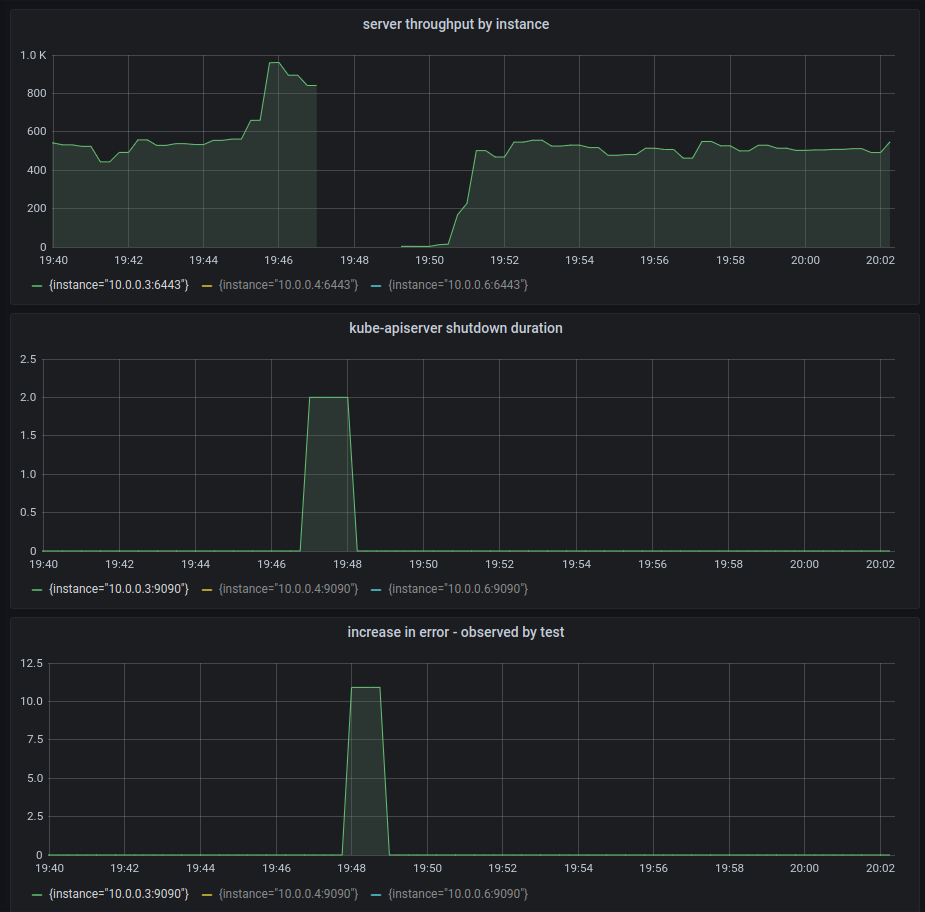 server throughput by instance
1.0 K
800
600
400
200
0
19:40 19:42 19:44 19:46 19:48 19:50 19:52 19:54 19:56 19:58 20:00 20:02
{instance="10.0.0.3:6443"} {instance="10.0.0.4:6443"} {instance="10.0.0.6:6443"}
kube-apiserver shutdown duration
2.5
2.0
1.5
1.0
0.5
0
19:40 19:42 19:44 19:46 19:48 19:50 19:52 19:54 19:56 19:58 20:00 20:02
{instance="10.0.0.3:9090"} {instance="10.0.0.4:9090"} {instance="10.0.0.6:9090"}
increase in error - observed by test
12.5
10.0
7.5
5.0
2.5
0
19:40 19:42 19:44 19:46 19:48 19:50 19:52 19:54 19:56 19:58 20:00 20:02
{instance="10.0.0.3:9090"} {instance="10.0.0.4:9090"} {instance="10.0.0.6:9090"}